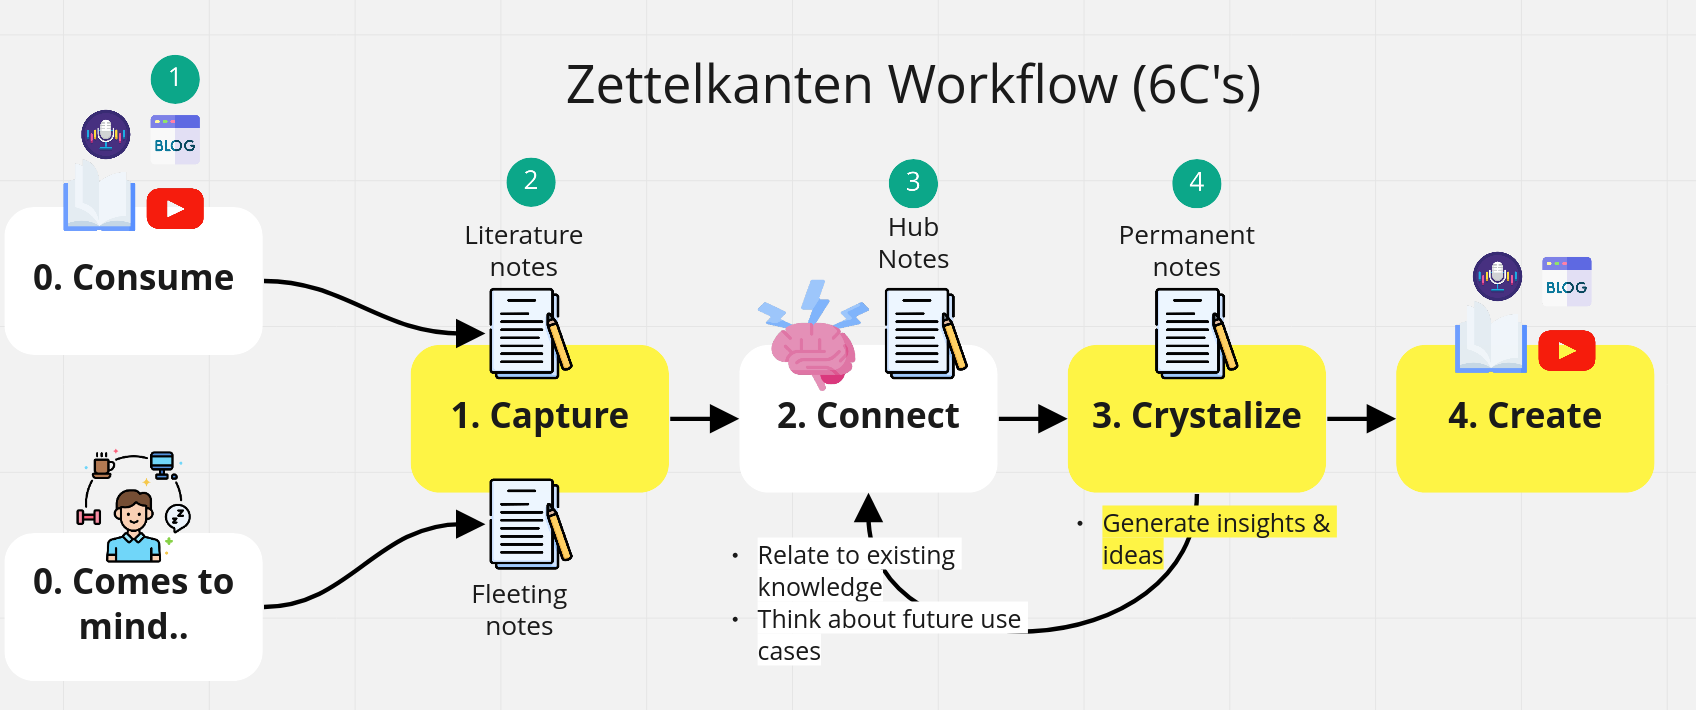 Zettelkanten Workflow (6C's)
1
BLOG
0. Consume
2
Literature
notes
1. Capture
Fleeting
notes
0. Comes to
mind..
zzz
3
Hub
Notes
2. Connect
• Relate to existing
knowledge
• Think about future use
cases
4
Permanent
notes
3. Crystalize
• Generate insights &
ideas
BLOG
4. Create